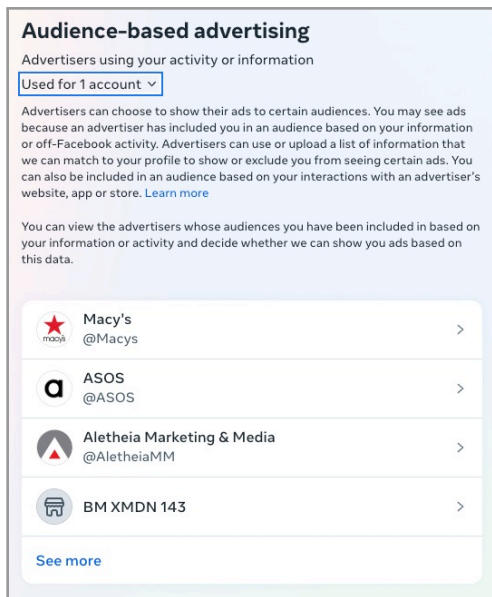 Audience-based advertising
Advertisers using your activity or information
Used for 1 account
Advertisers can choose to show their ads to certain audiences. You may see ads
because an advertiser has included you in an audience based on your information
or off-Facebook activity. Advertisers can use or upload a list of information that
we can match to your profile to show or exclude you from seeing certain ads. You
can also be included in an audience based on your interactions with an advertiser's
website, app or store. Learn more
You can view the advertisers whose audiences you have been included in based on
your information or activity and decide whether we can show you ads based on
this data.
Macy's
macy's
@Macys
ASOS
a
@ASOS
Aletheia Marketing & Media
@AletheiaMM
BM XMDN 143
See more